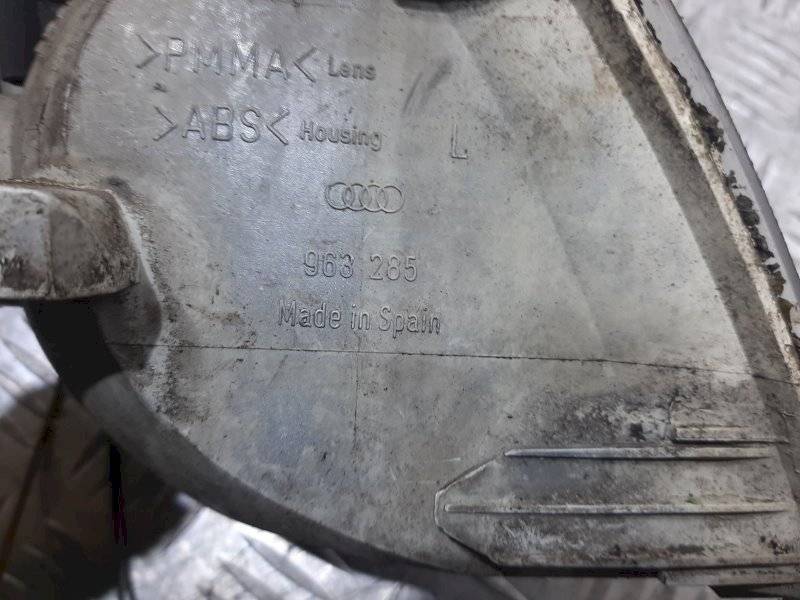 >PMMA< Lens
>ABS< Housing L
963 285
Made in Spain